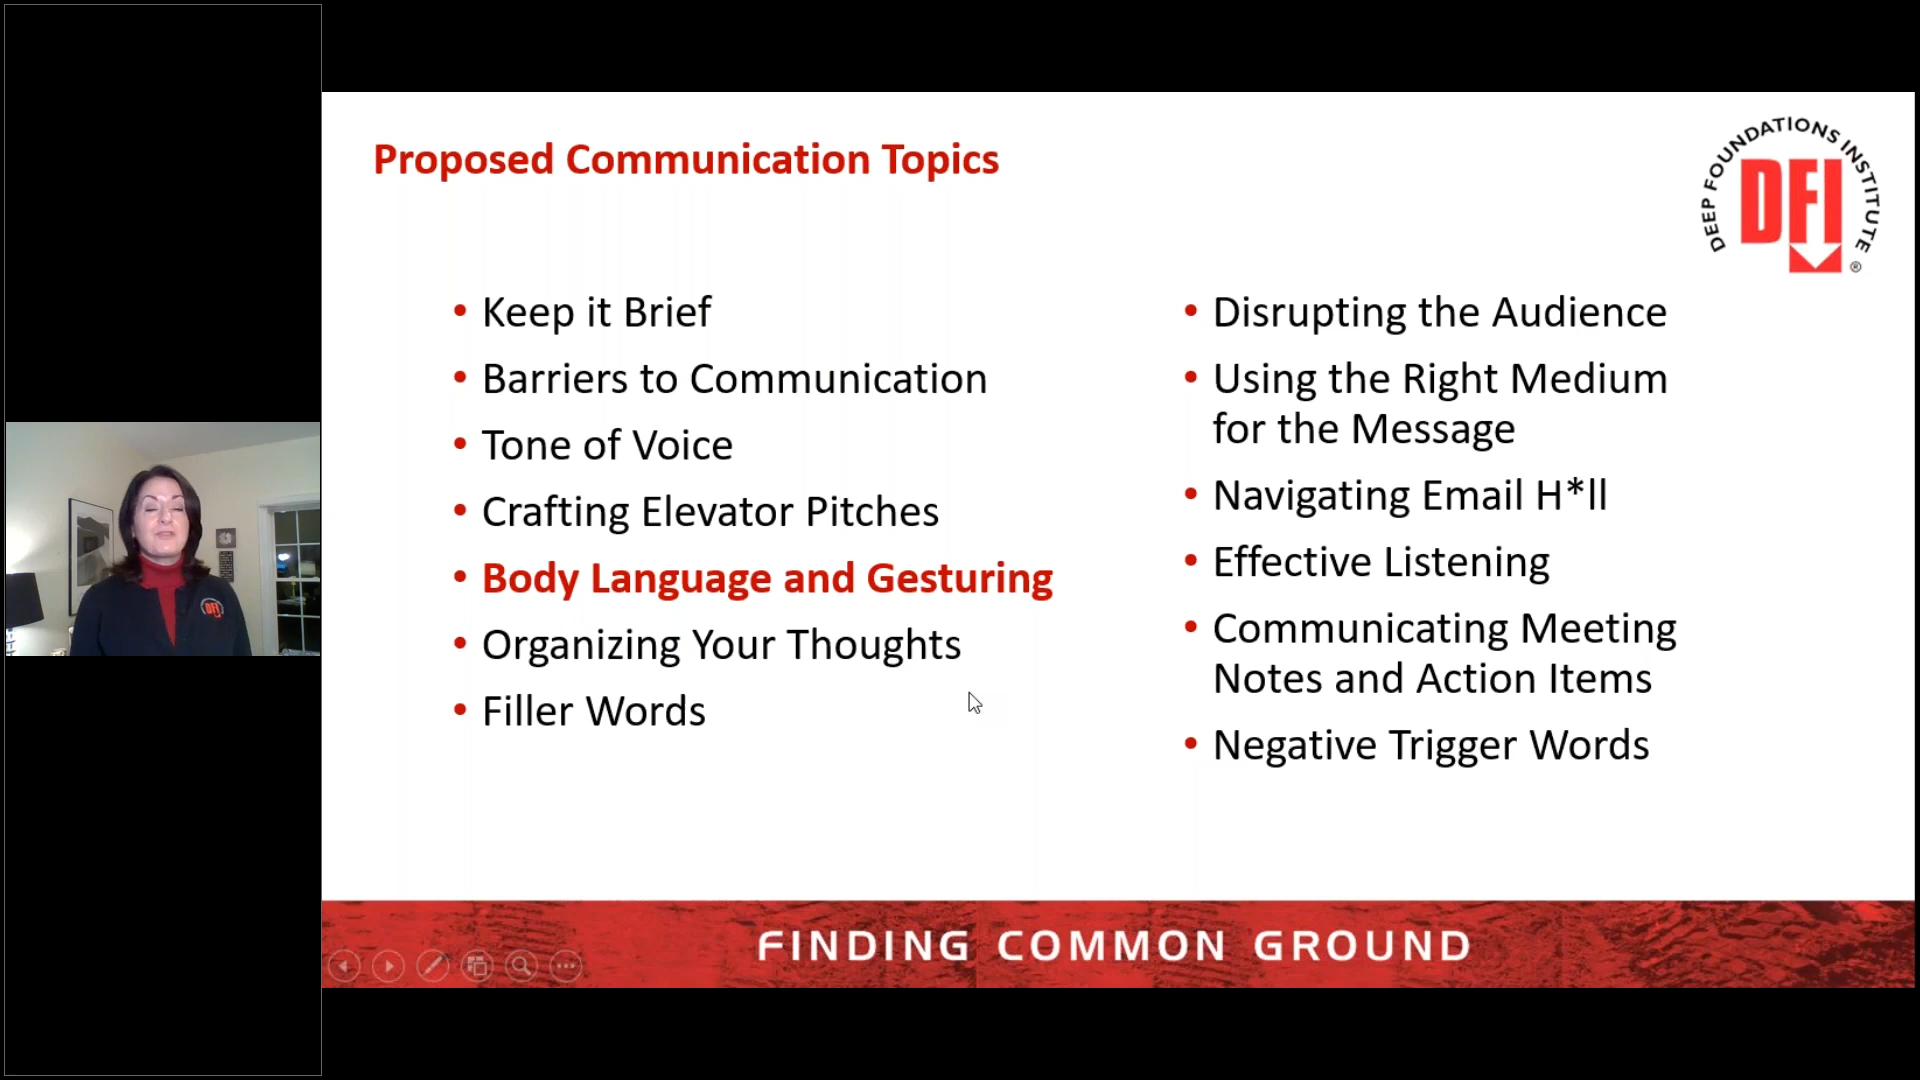 Proposed Communication Topics
DEEP FOUNDATIONS INSTITUTE
DFI
®
• Keep it Brief
• Barriers to Communication
• Tone of Voice
• Crafting Elevator Pitches
• Body Language and Gesturing
• Organizing Your Thoughts
• Filler Words
• Disrupting the Audience
• Using the Right Medium
for the Message
• Navigating Email H*ll
• Effective Listening
• Communicating Meeting
Notes and Action Items
• Negative Trigger Words
DFI
FINDING COMMON GROUND